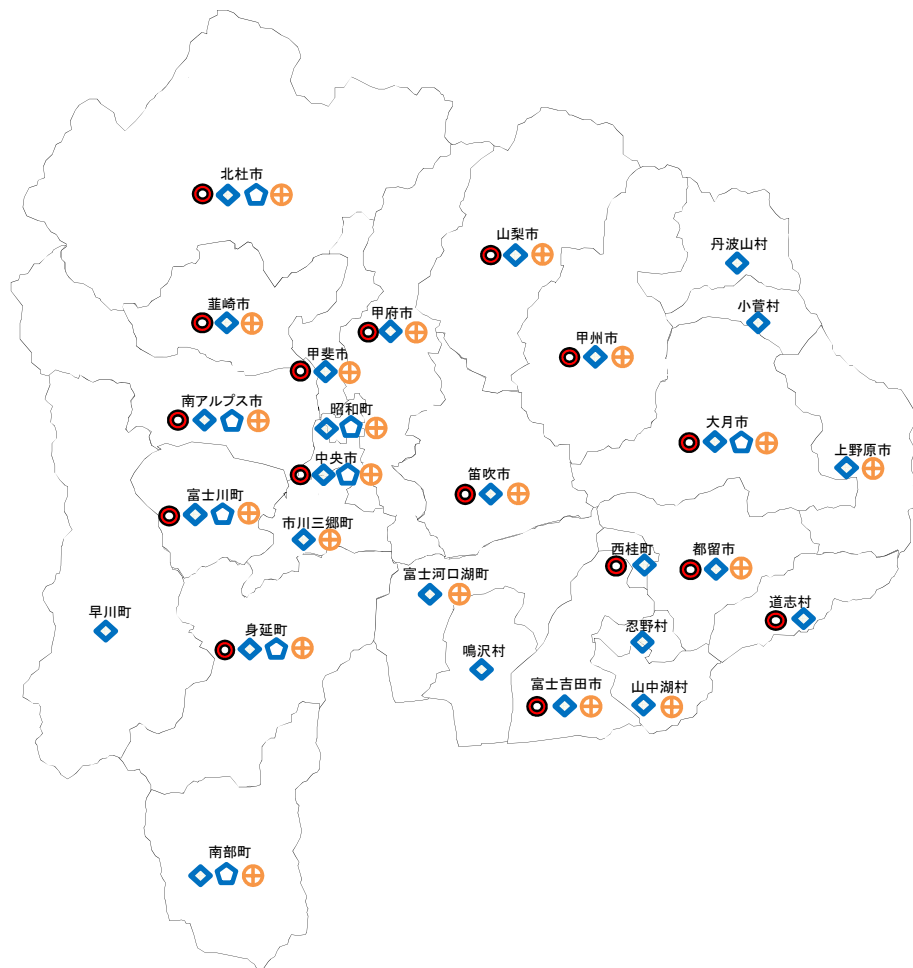 北杜市
山梨市
丹波山村
韮崎市
小菅村
甲府市
甲州市
甲斐市
南アルプス市
昭和町
大月市
上野原市
中央市
笛吹市
富士川町
市川三郷町
西桂町
都留市
富士河口湖町
道志村
早川町
身延町
忍野村
鳴沢村
富士吉田市
山中湖村
南部町